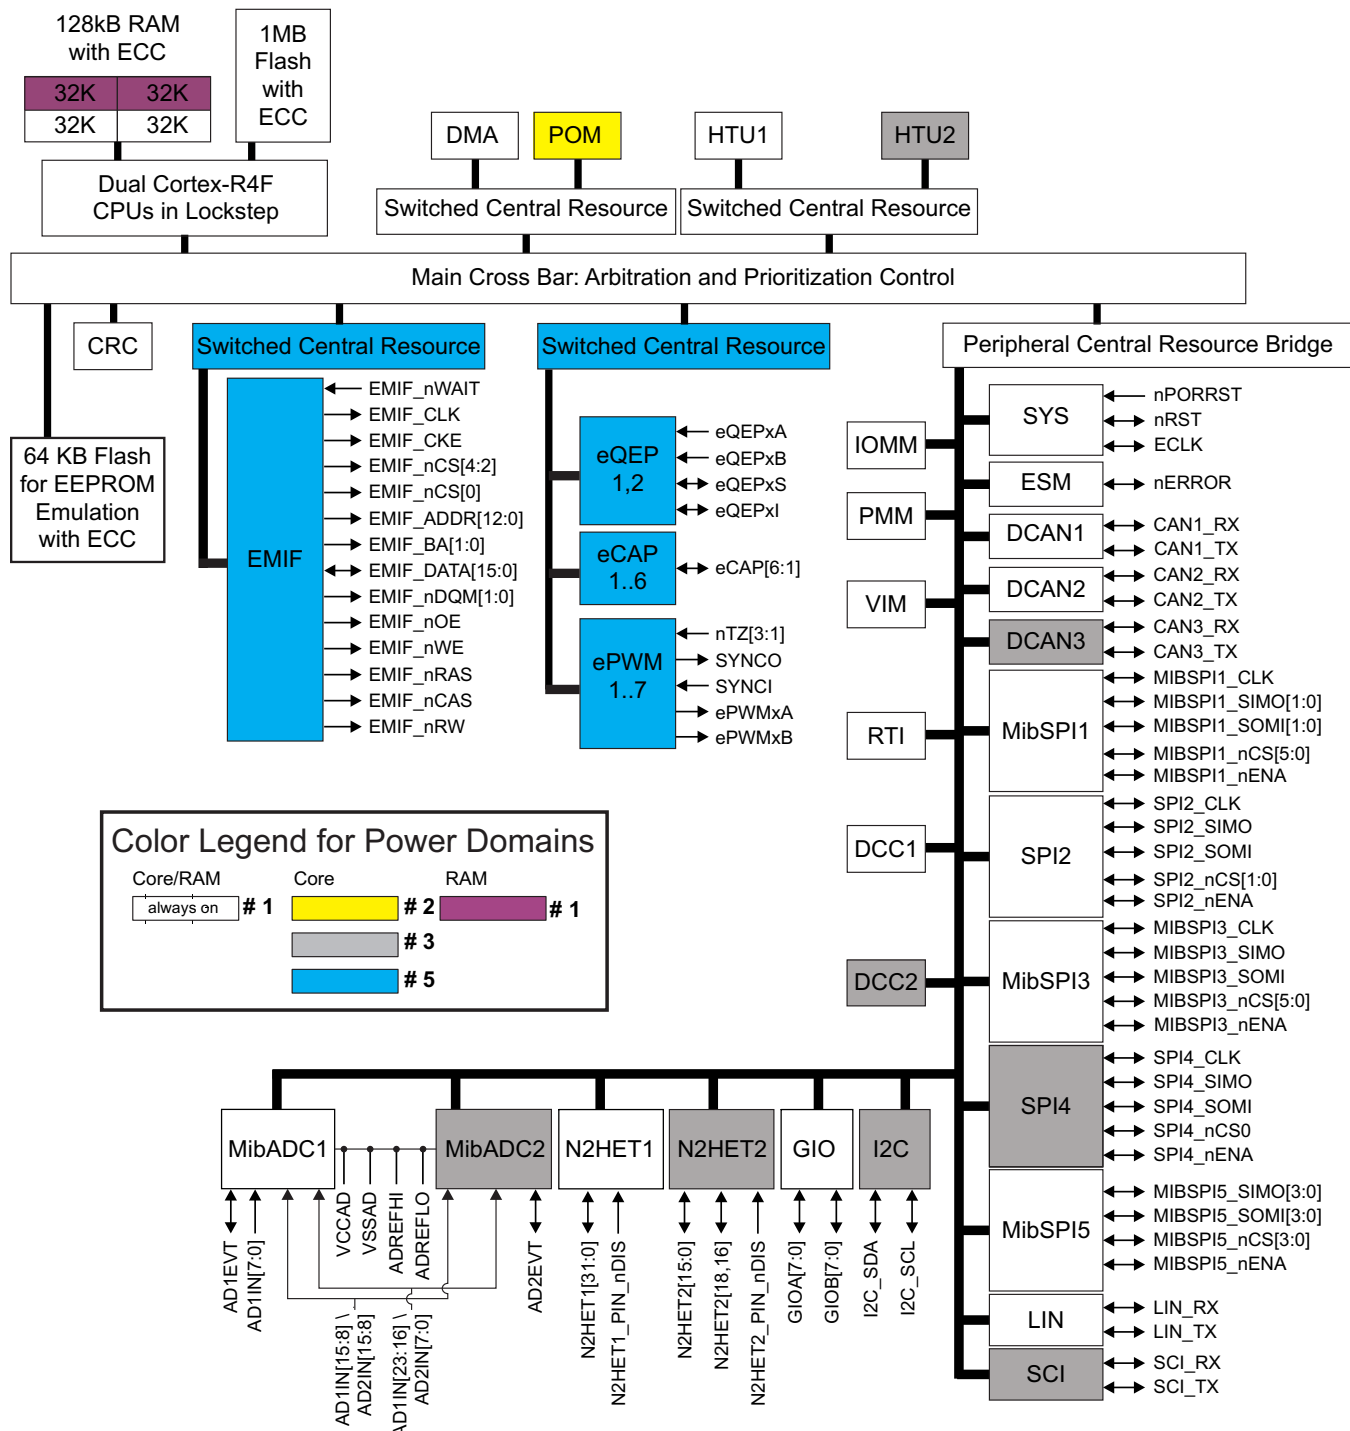 128kB RAM
with ECC
32K 32K
32K 32K
1MB
Flash
with
ECC
DMA
POM
HTU1
HTU2
Dual Cortex-R4F
CPUs in Lockstep
Switched Central Resource
Switched Central Resource
Main Cross Bar: Arbitration and Prioritization Control
CRC
Switched Central Resource
Switched Central Resource
Peripheral Central Resource Bridge
64 KB Flash
for EEPROM
Emulation
with ECC
EMIF
EMIF_nWAIT
EMIF_CLK
EMIF_CKE
EMIF_nCS[4:2]
EMIF_nCS[0]
EMIF_ADDR[12:0]
EMIF_BA[1:0]
EMIF_DATA[15:0]
EMIF_nDQM[1:0]
EMIF_nOE
EMIF_nWE
EMIF_nRAS
EMIF_nCAS
EMIF_nRW
eQEP
1,2
eQEPxA
eQEPxB
eQEPxS
eQEPxI
eCAP
1..6
eCAP[6:1]
ePWM
1..7
nTZ[3:1]
SYNCO
SYNCI
ePWMxA
ePWMxB
IOMM
PMM
VIM
RTI
DCC1
DCC2
SYS
nPORRST
nRST
ECLK
ESM
nERROR
DCAN1
CAN1_RX
CAN1_TX
DCAN2
CAN2_RX
CAN2_TX
DCAN3
CAN3_RX
CAN3_TX
MibSPI1
MIBSPI1_CLK
MIBSPI1_SIMO[1:0]
MIBSPI1_SOMI[1:0]
MIBSPI1_nCS[5:0]
MIBSPI1_nENA
SPI2
SPI2_CLK
SPI2_SIMO
SPI2_SOMI
SPI2_nCS[1:0]
SPI2_nENA
MibSPI3
MIBSPI3_CLK
MIBSPI3_SIMO
MIBSPI3_SOMI
MIBSPI3_nCS[5:0]
MIBSPI3_nENA
SPI4
SPI4_CLK
SPI4_SIMO
SPI4_SOMI
SPI4_nCS0
SPI4_nENA
MibSPI5
MIBSPI5_SIMO[3:0]
MIBSPI5_SOMI[3:0]
MIBSPI5_nCS[3:0]
MIBSPI5_nENA
LIN
LIN_RX
LIN_TX
SCI
SCI_RX
SCI_TX
Color Legend for Power Domains
Core/RAM Core RAM
always on # 1 # 2 # 1
# 3
# 5
MibADC1
MibADC2
N2HET1
N2HET2
GIO
I2C
AD1EVT
AD1IN[7:0]
VCCAD
VSSAD
ADREFHI
ADREFLO
AD1IN[15:8] \
AD2IN[15:8]
AD1IN[23:16] \
AD2IN[7:0]
AD2EVT
N2HET1[31:0]
N2HET1_PIN_nDIS
N2HET2[15:0]
N2HET2[18,16]
N2HET2_PIN_nDIS
GIOA[7:0]
GIOB[7:0]
I2C_SDA
I2C_SCL